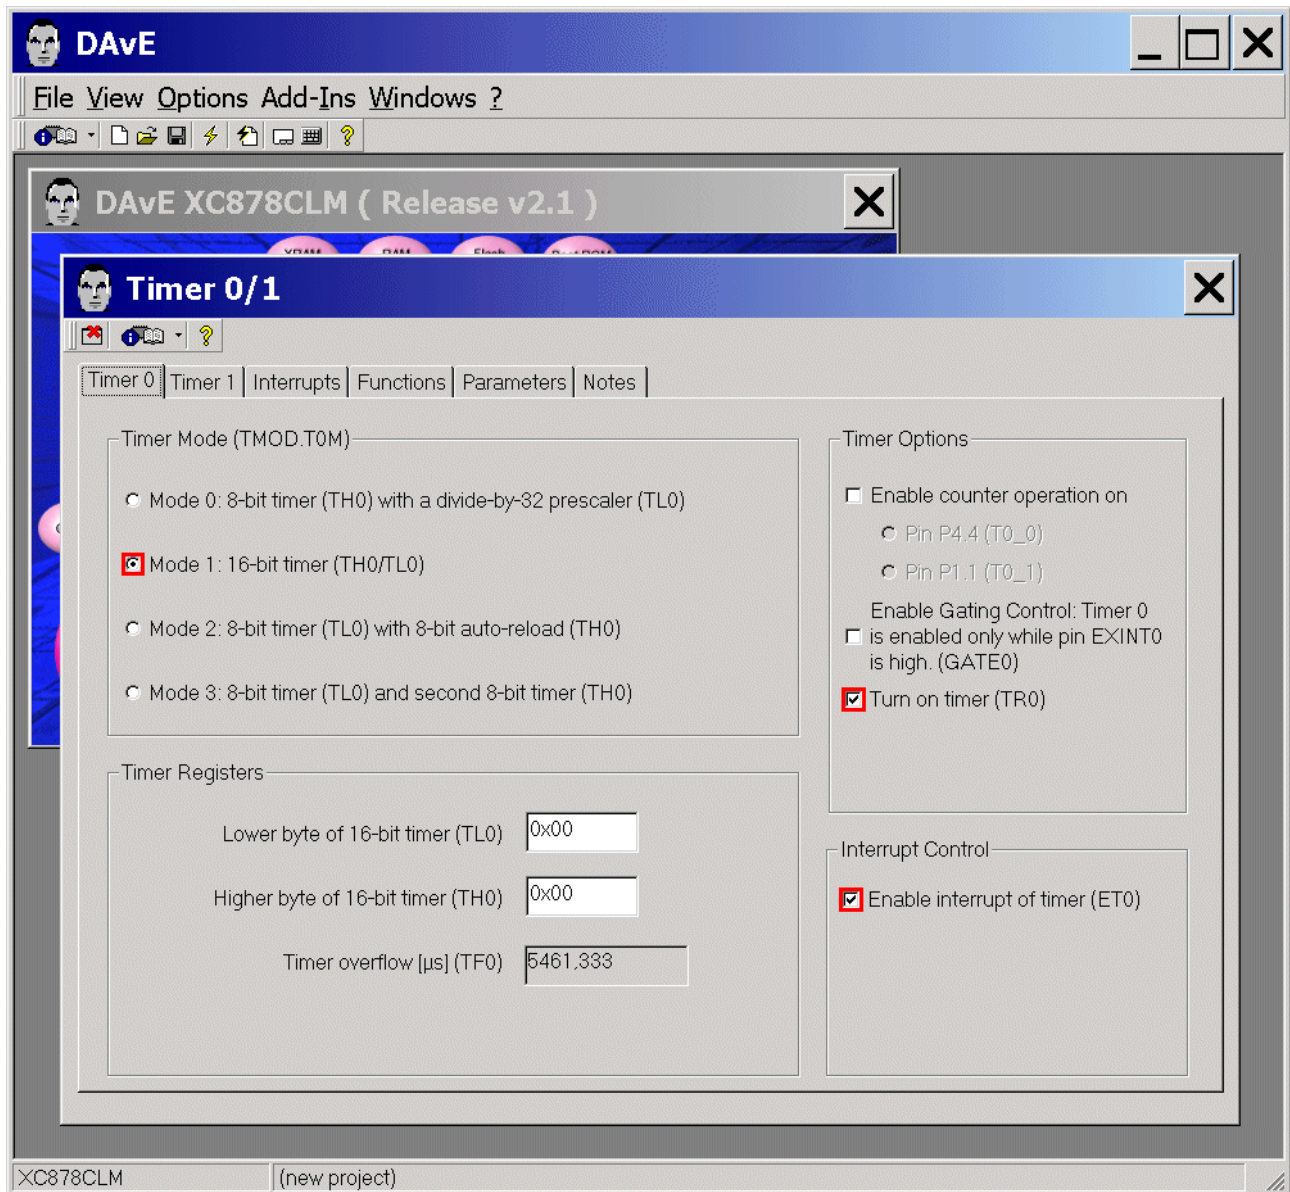 DAvE
File View Options Add-Ins Windows ?
DAvE XC878CLM ( Release v2.1 )
XRAM RAM Flash Boot ROM
Timer 0/1
Timer 0 Timer 1 Interrupts Functions Parameters Notes
Timer Mode (TMOD.T0M)
Mode 0: 8-bit timer (TH0) with a divide-by-32 prescaler (TL0)
Mode 1: 16-bit timer (TH0/TL0)
Mode 2: 8-bit timer (TL0) with 8-bit auto-reload (TH0)
Mode 3: 8-bit timer (TL0) and second 8-bit timer (TH0)
Timer Options
Enable counter operation on
Pin P4.4 (T0_0)
Pin P1.1 (T0_1)
Enable Gating Control: Timer 0
is enabled only while pin EXINT0
is high. (GATE0)
Turn on timer (TR0)
Timer Registers
Lower byte of 16-bit timer (TL0) 0x00
Higher byte of 16-bit timer (TH0) 0x00
Timer overflow [µs] (TF0) 5461,333
Interrupt Control
Enable interrupt of timer (ET0)
XC878CLM (new project)